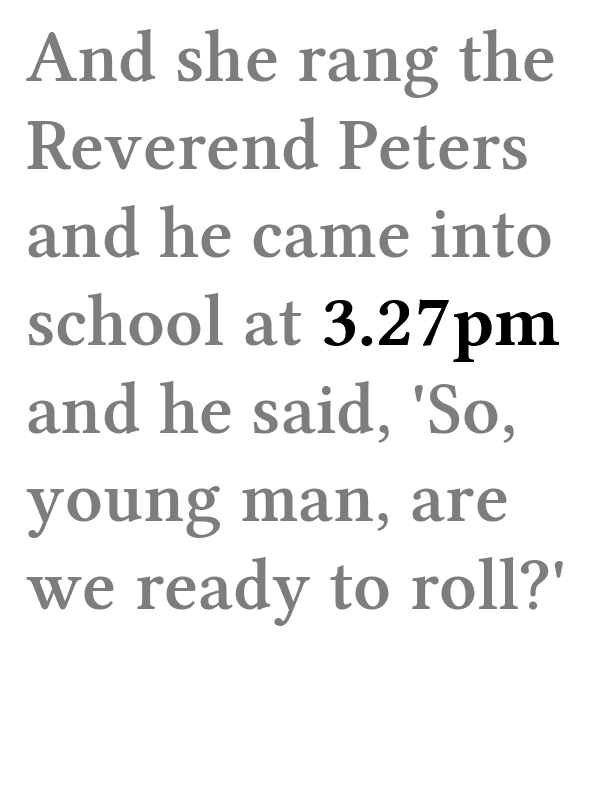 And she rang the
Reverend Peters
and he came into
school at 3.27pm
and he said, 'So,
young man, are
we ready to roll?'